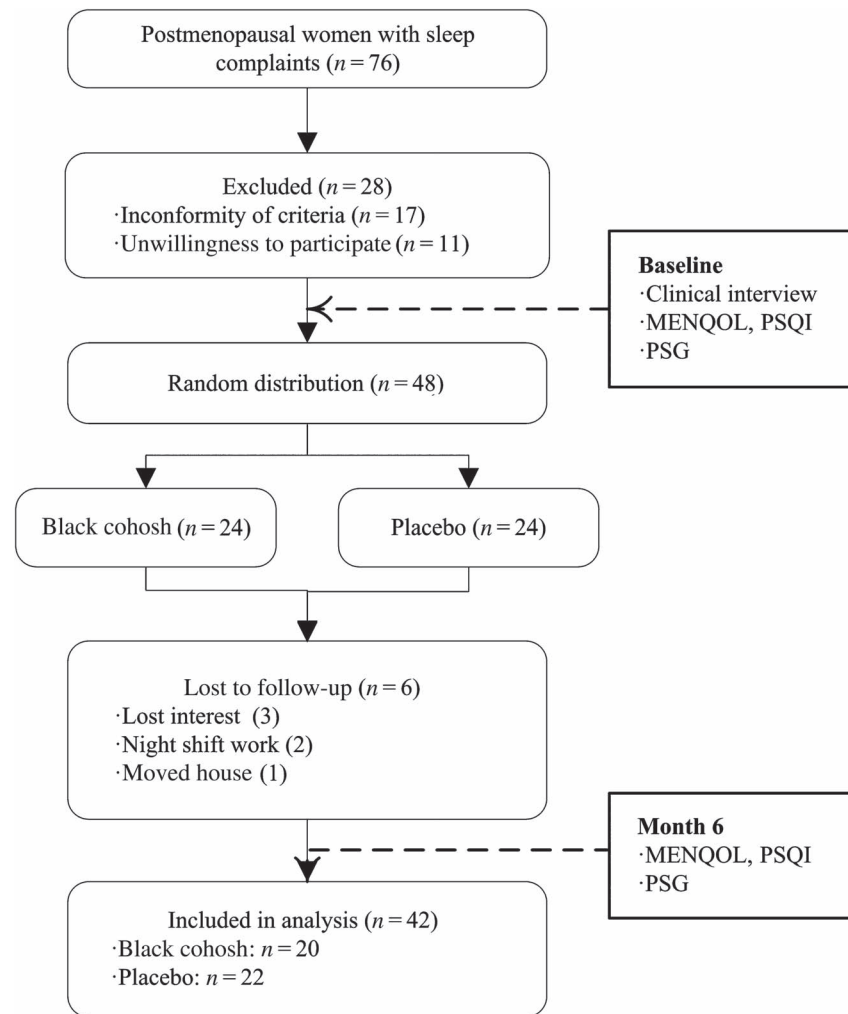 Postmenopausal women with sleep
complaints (n = 76)
Excluded (n = 28)
·Inconformity of criteria (n = 17)
·Unwillingness to participate (n = 11)
Baseline
·Clinical interview
·MENQOL, PSQI
·PSG
Random distribution (n = 48)
Black cohosh (n = 24)
Placebo (n = 24)
Lost to follow-up (n = 6)
·Lost interest (3)
·Night shift work (2)
·Moved house (1)
Month 6
·MENQOL, PSQI
·PSG
Included in analysis (n = 42)
·Black cohosh: n = 20
·Placebo: n = 22